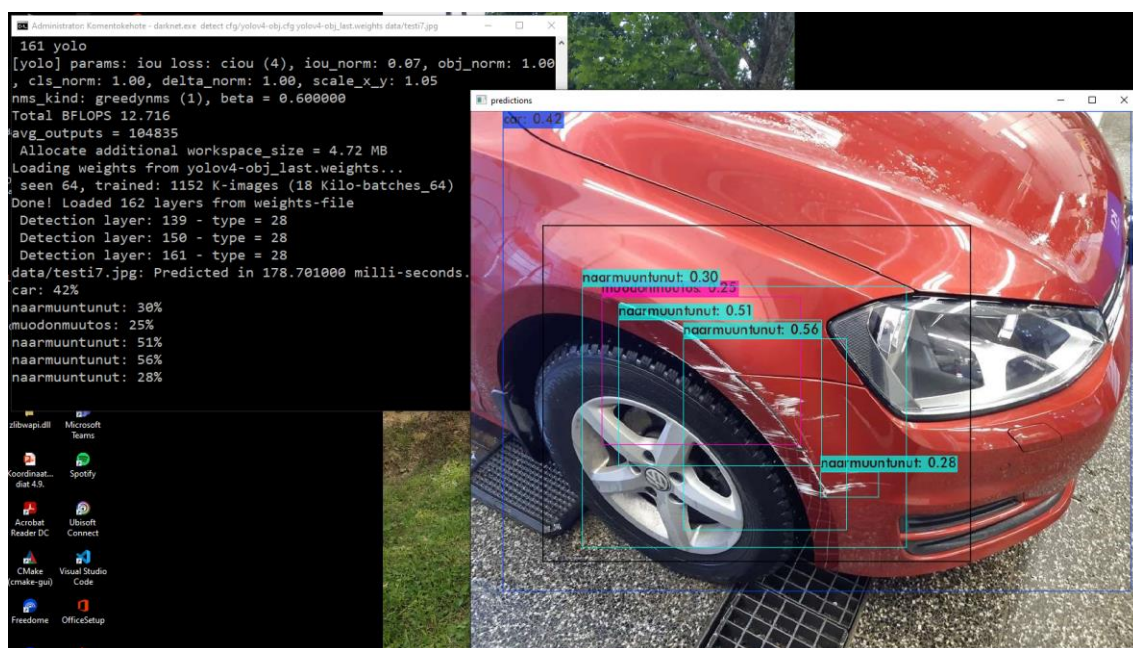 Administrator: Komentokehote - darknet.exe detect cfg/yolov4-obj.cfg yolov4-obj_last.weights data/testi7.jpg
161 yolo
[yolo] params: iou loss: ciou (4), iou_norm: 0.07, obj_norm: 1.00
, cls_norm: 1.00, delta_norm: 1.00, scale_x_y: 1.05
nms_kind: greedynms (1), beta = 0.600000
Total BFLOPS 12.716
avg_outputs = 104835
Allocate additional workspace_size = 4.72 MB
Loading weights from yolov4-obj_last.weights...
seen 64, trained: 1152 K-images (18 Kilo-batches_64)
Done! Loaded 162 layers from weights-file
Detection layer: 139 - type = 28
Detection layer: 150 - type = 28
Detection layer: 161 - type = 28
data/testi7.jpg: Predicted in 178.701000 milli-seconds.
car: 42%
naarmuuntunut: 30%
muodonmuutos: 25%
naarmuuntunut: 51%
naarmuuntunut: 56%
naarmuuntunut: 28%
predictions
car: 0.42
naarmuuntunut: 0.30
muodonmuutos: 0.25
naarmuuntunut: 0.51
naarmuuntunut: 0.56
naarmuuntunut: 0.28
zlibwapi.dll
Microsoft
Teams
Koordinaat...
diat 4.9.
Spotify
Acrobat
Reader DC
Ubisoft
Connect
CMake
(cmake-gui)
Visual Studio
Code
Freedome
OfficeSetup